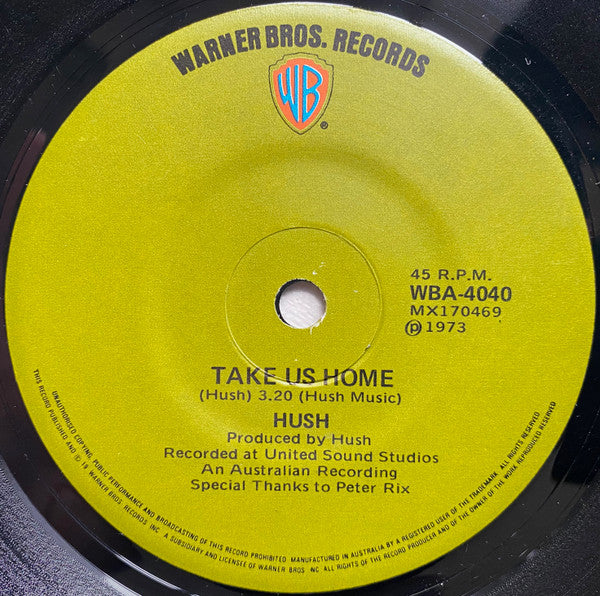 WARNER BROS. RECORDS
WB
®
45 R.P.M.
WBA-4040
MX170469
℗ 1973
TAKE US HOME
(Hush) 3.20 (Hush Music)
HUSH
Produced by Hush
Recorded at United Sound Studios
An Australian Recording
Special Thanks to Peter Rix
UNAUTHORISED COPYING, PUBLIC PERFORMANCE AND BROADCASTING OF THIS RECORD PROHIBITED. MANUFACTURED IN AUSTRALIA BY A REGISTERED USER OF THE TRADEMARK. ALL RIGHTS RESERVED
THIS RECORD PUBLISHED AND © 19 WARNER BROS. RECORDS INC. A SUBSIDIARY AND LICENSEE OF WARNER BROS INC ALL RIGHTS OF THE RECORD PRODUCER AND OF THE OWNER OF THE WORK REPRODUCED RESERVED